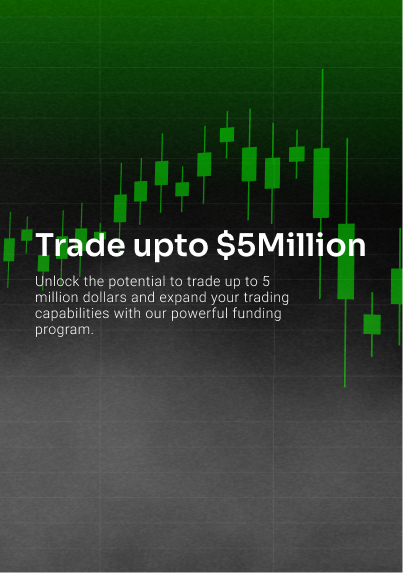 Trade upto $5Million
Unlock the potential to trade up to 5
million dollars and expand your trading
capabilities with our powerful funding
program.